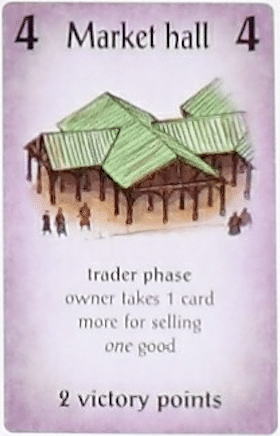 4 Market hall 4
trader phase
owner takes 1 card
more for selling
one good
2 victory points